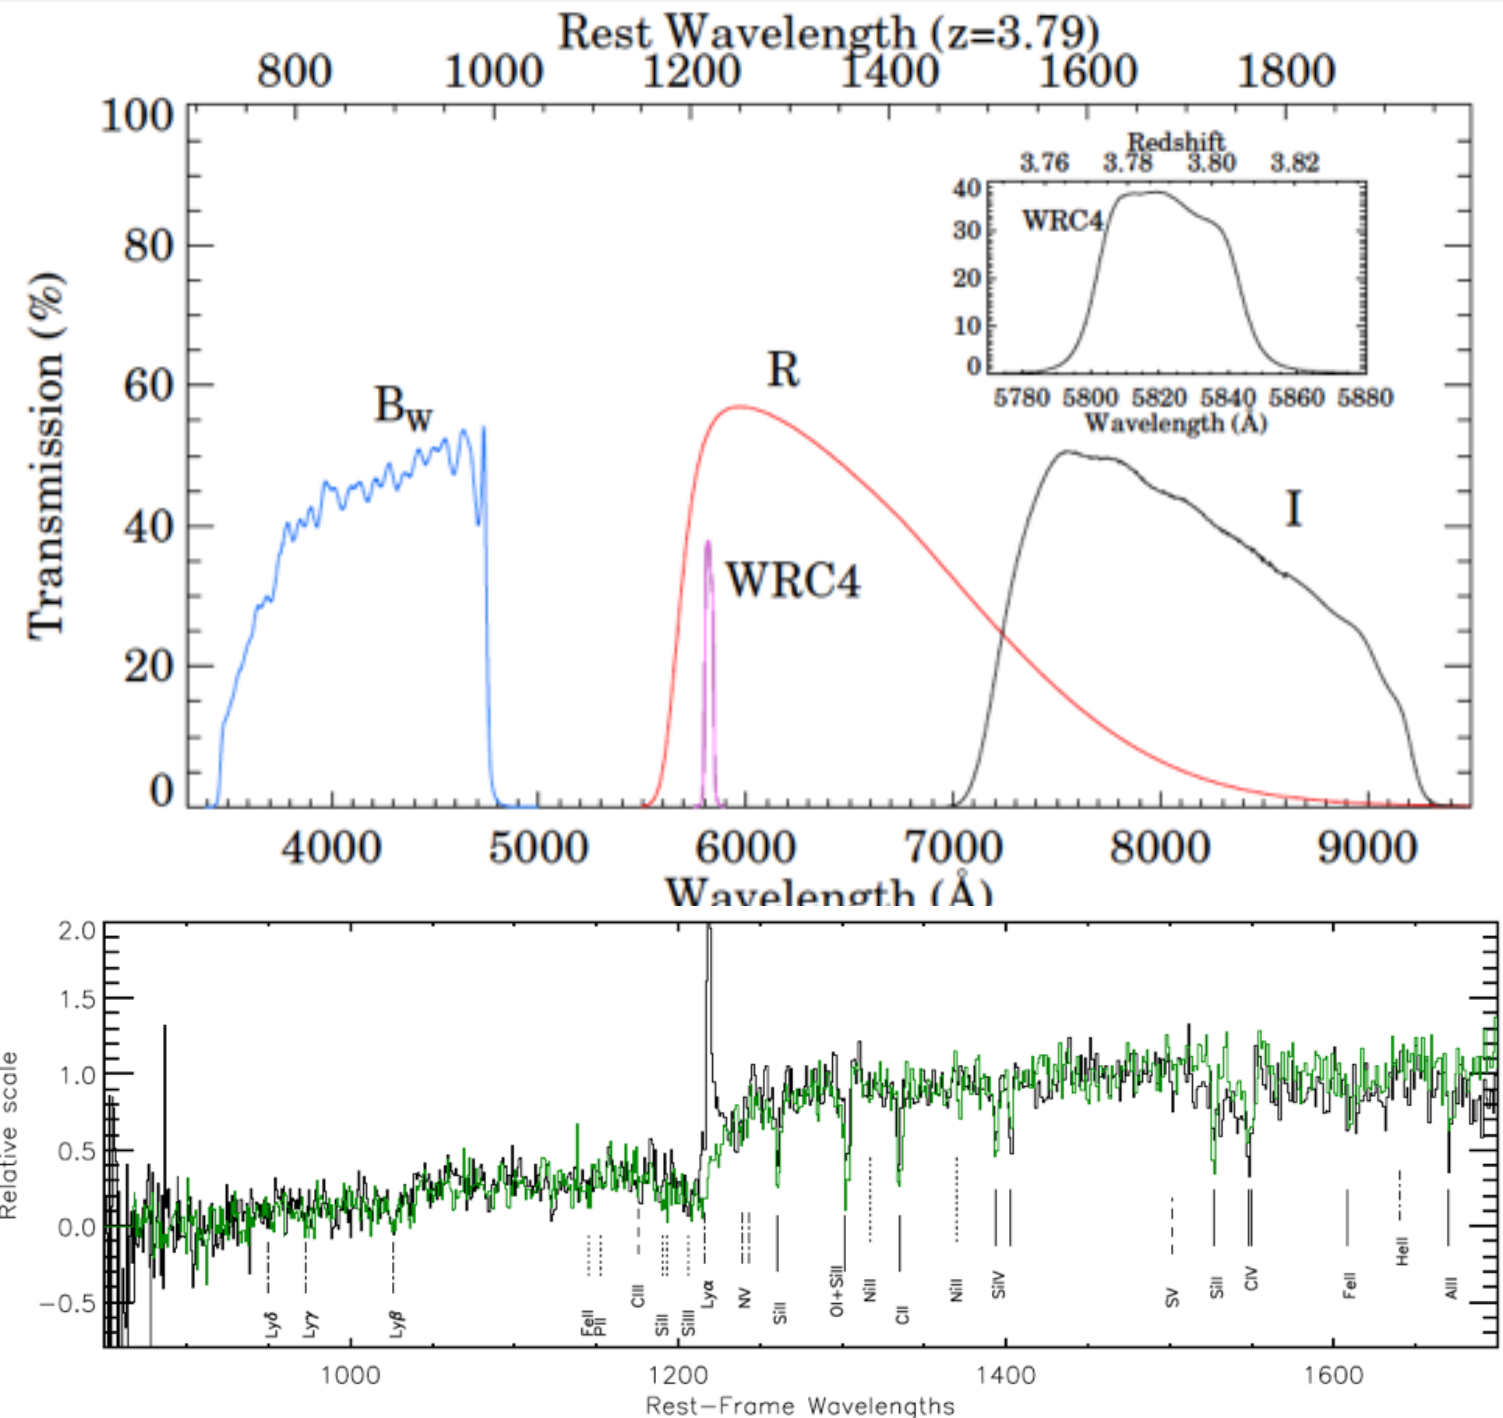 Rest Wavelength (z=3.79)
800 1000 1200 1400 1600 1800
100
80
60
40
20
0
Transmission (%)
B_W
R
WRC4
I
Redshift
3.76 3.78 3.80 3.82
40
30
20
10
0
WRC4
5780 5800 5820 5840 5860 5880
Wavelength (Å)
4000 5000 6000 7000 8000 9000
Wavelength (Å)
2.0
1.5
1.0
0.5
0.0
−0.5
Relative scale
Lyδ
Lyγ
Lyβ
FeII
PII
CIII
SiII
SiIII
Lyα
NV
SiII
OI+SiII
NiII
CII
NiII
SiIV
SV
SiII
CIV
FeII
HeII
AlII
1000 1200 1400 1600
Rest−Frame Wavelengths